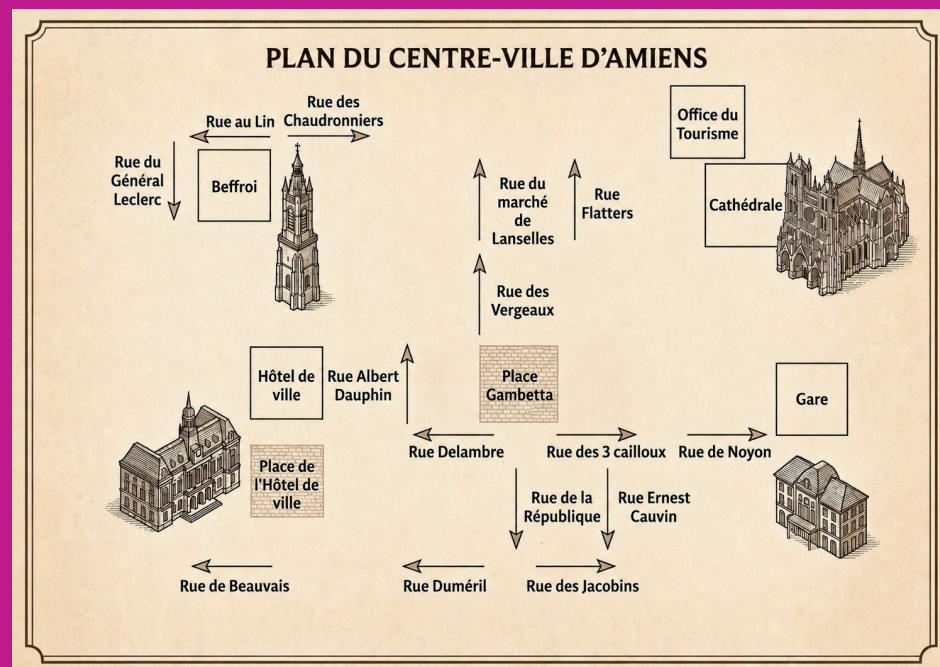 PLAN DU CENTRE-VILLE D'AMIENS
Rue au Lin
Rue des
Chaudronniers
Office du
Tourisme
Rue du
Général
Leclerc
Beffroi
Rue du
marché
de
Lanselles
Rue
Flatters
Cathédrale
Rue des
Vergeaux
Hôtel de
ville
Rue Albert
Dauphin
Place
Gambetta
Gare
Rue Delambre
Rue des 3 cailloux
Rue de Noyon
Place de
l'Hôtel de
ville
Rue de la
République
Rue Ernest
Cauvin
Rue de Beauvais
Rue Duméril
Rue des Jacobins